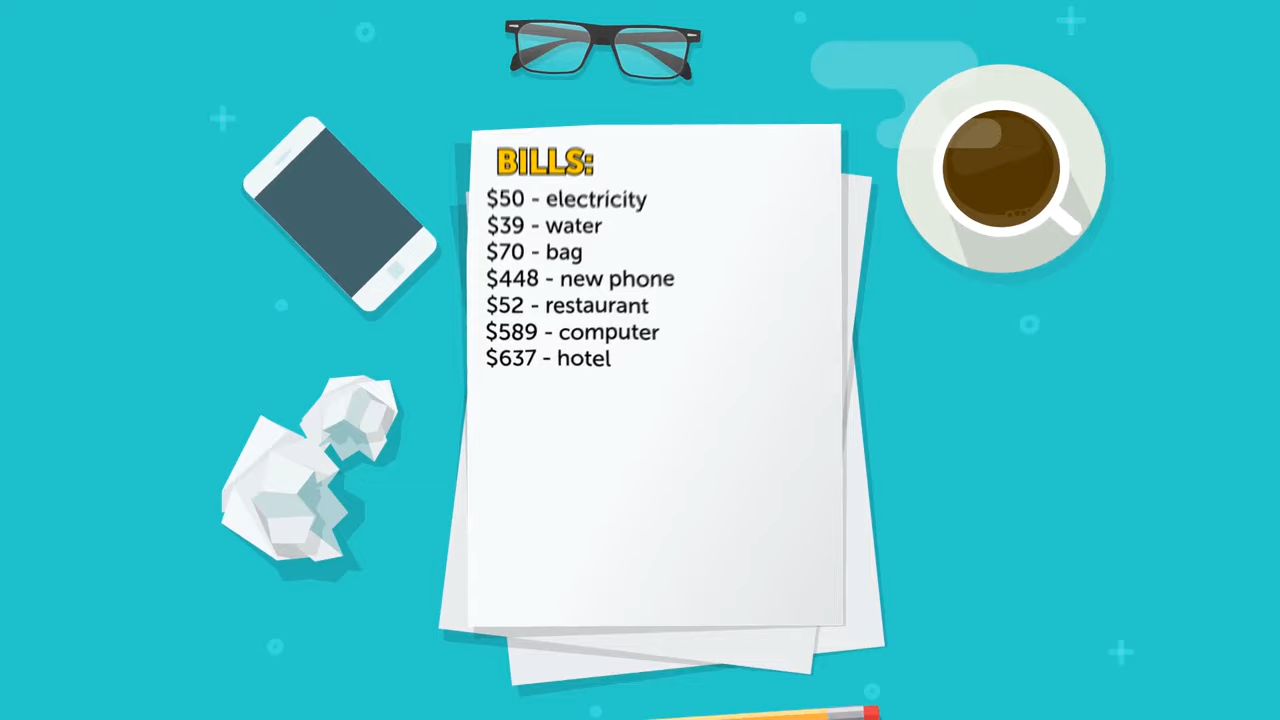 BILLS:
$50 - electricity
$39 - water
$70 - bag
$448 - new phone
$52 - restaurant
$589 - computer
$637 - hotel